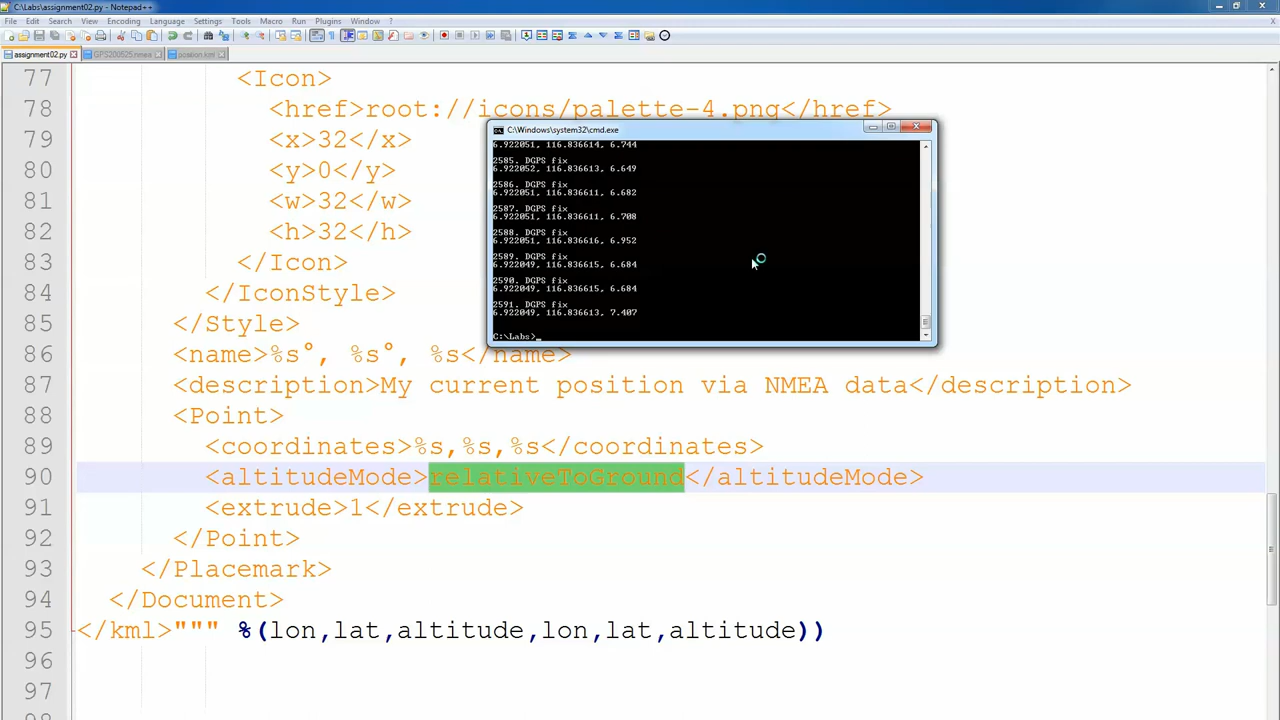 C:\Labs\assignment02.py - Notepad++
File Edit Search View Encoding Language Settings Tools Macro Run Plugins Window ?
assignment02.py GPS200525.nmea position.kml
77 <Icon>
78 <href>root://icons/palette-4.png</href>
79 <x>32</x>
80 <y>0</y>
81 <w>32</w>
82 <h>32</h>
83 </Icon>
84 </IconStyle>
85 </Style>
86 <name>%s°, %s°, %s</name>
87 <description>My current position via NMEA data</description>
88 <Point>
89 <coordinates>%s,%s,%s</coordinates>
90 <altitudeMode>relativeToGround</altitudeMode>
91 <extrude>1</extrude>
92 </Point>
93 </Placemark>
94 </Document>
95 </kml>""" %(lon,lat,altitude,lon,lat,altitude))
96
97
98
C:\Windows\system32\cmd.exe
6.922051, 116.836614, 6.744
2585. DGPS fix
6.922052, 116.836613, 6.649
2586. DGPS fix
6.922051, 116.836611, 6.682
2587. DGPS fix
6.922051, 116.836611, 6.708
2588. DGPS fix
6.922051, 116.836616, 6.952
2589. DGPS fix
6.922049, 116.836615, 6.684
2590. DGPS fix
6.922049, 116.836615, 6.684
2591. DGPS fix
6.922049, 116.836613, 7.407
C:\Labs>_